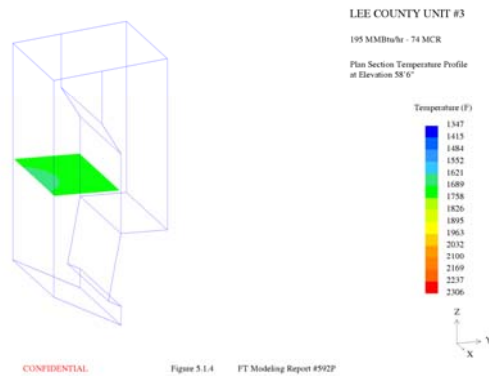 LEE COUNTY UNIT #3
195 MMBtu/hr - 74 MCR
Plan Section Temperature Profile
at Elevation 58'6"
Temperature (F)
1347
1415
1484
1552
1621
1689
1758
1826
1895
1963
2032
2100
2169
2237
2306
Z
Y
X
CONFIDENTIAL Figure 5.1.4 FT Modeling Report #592P